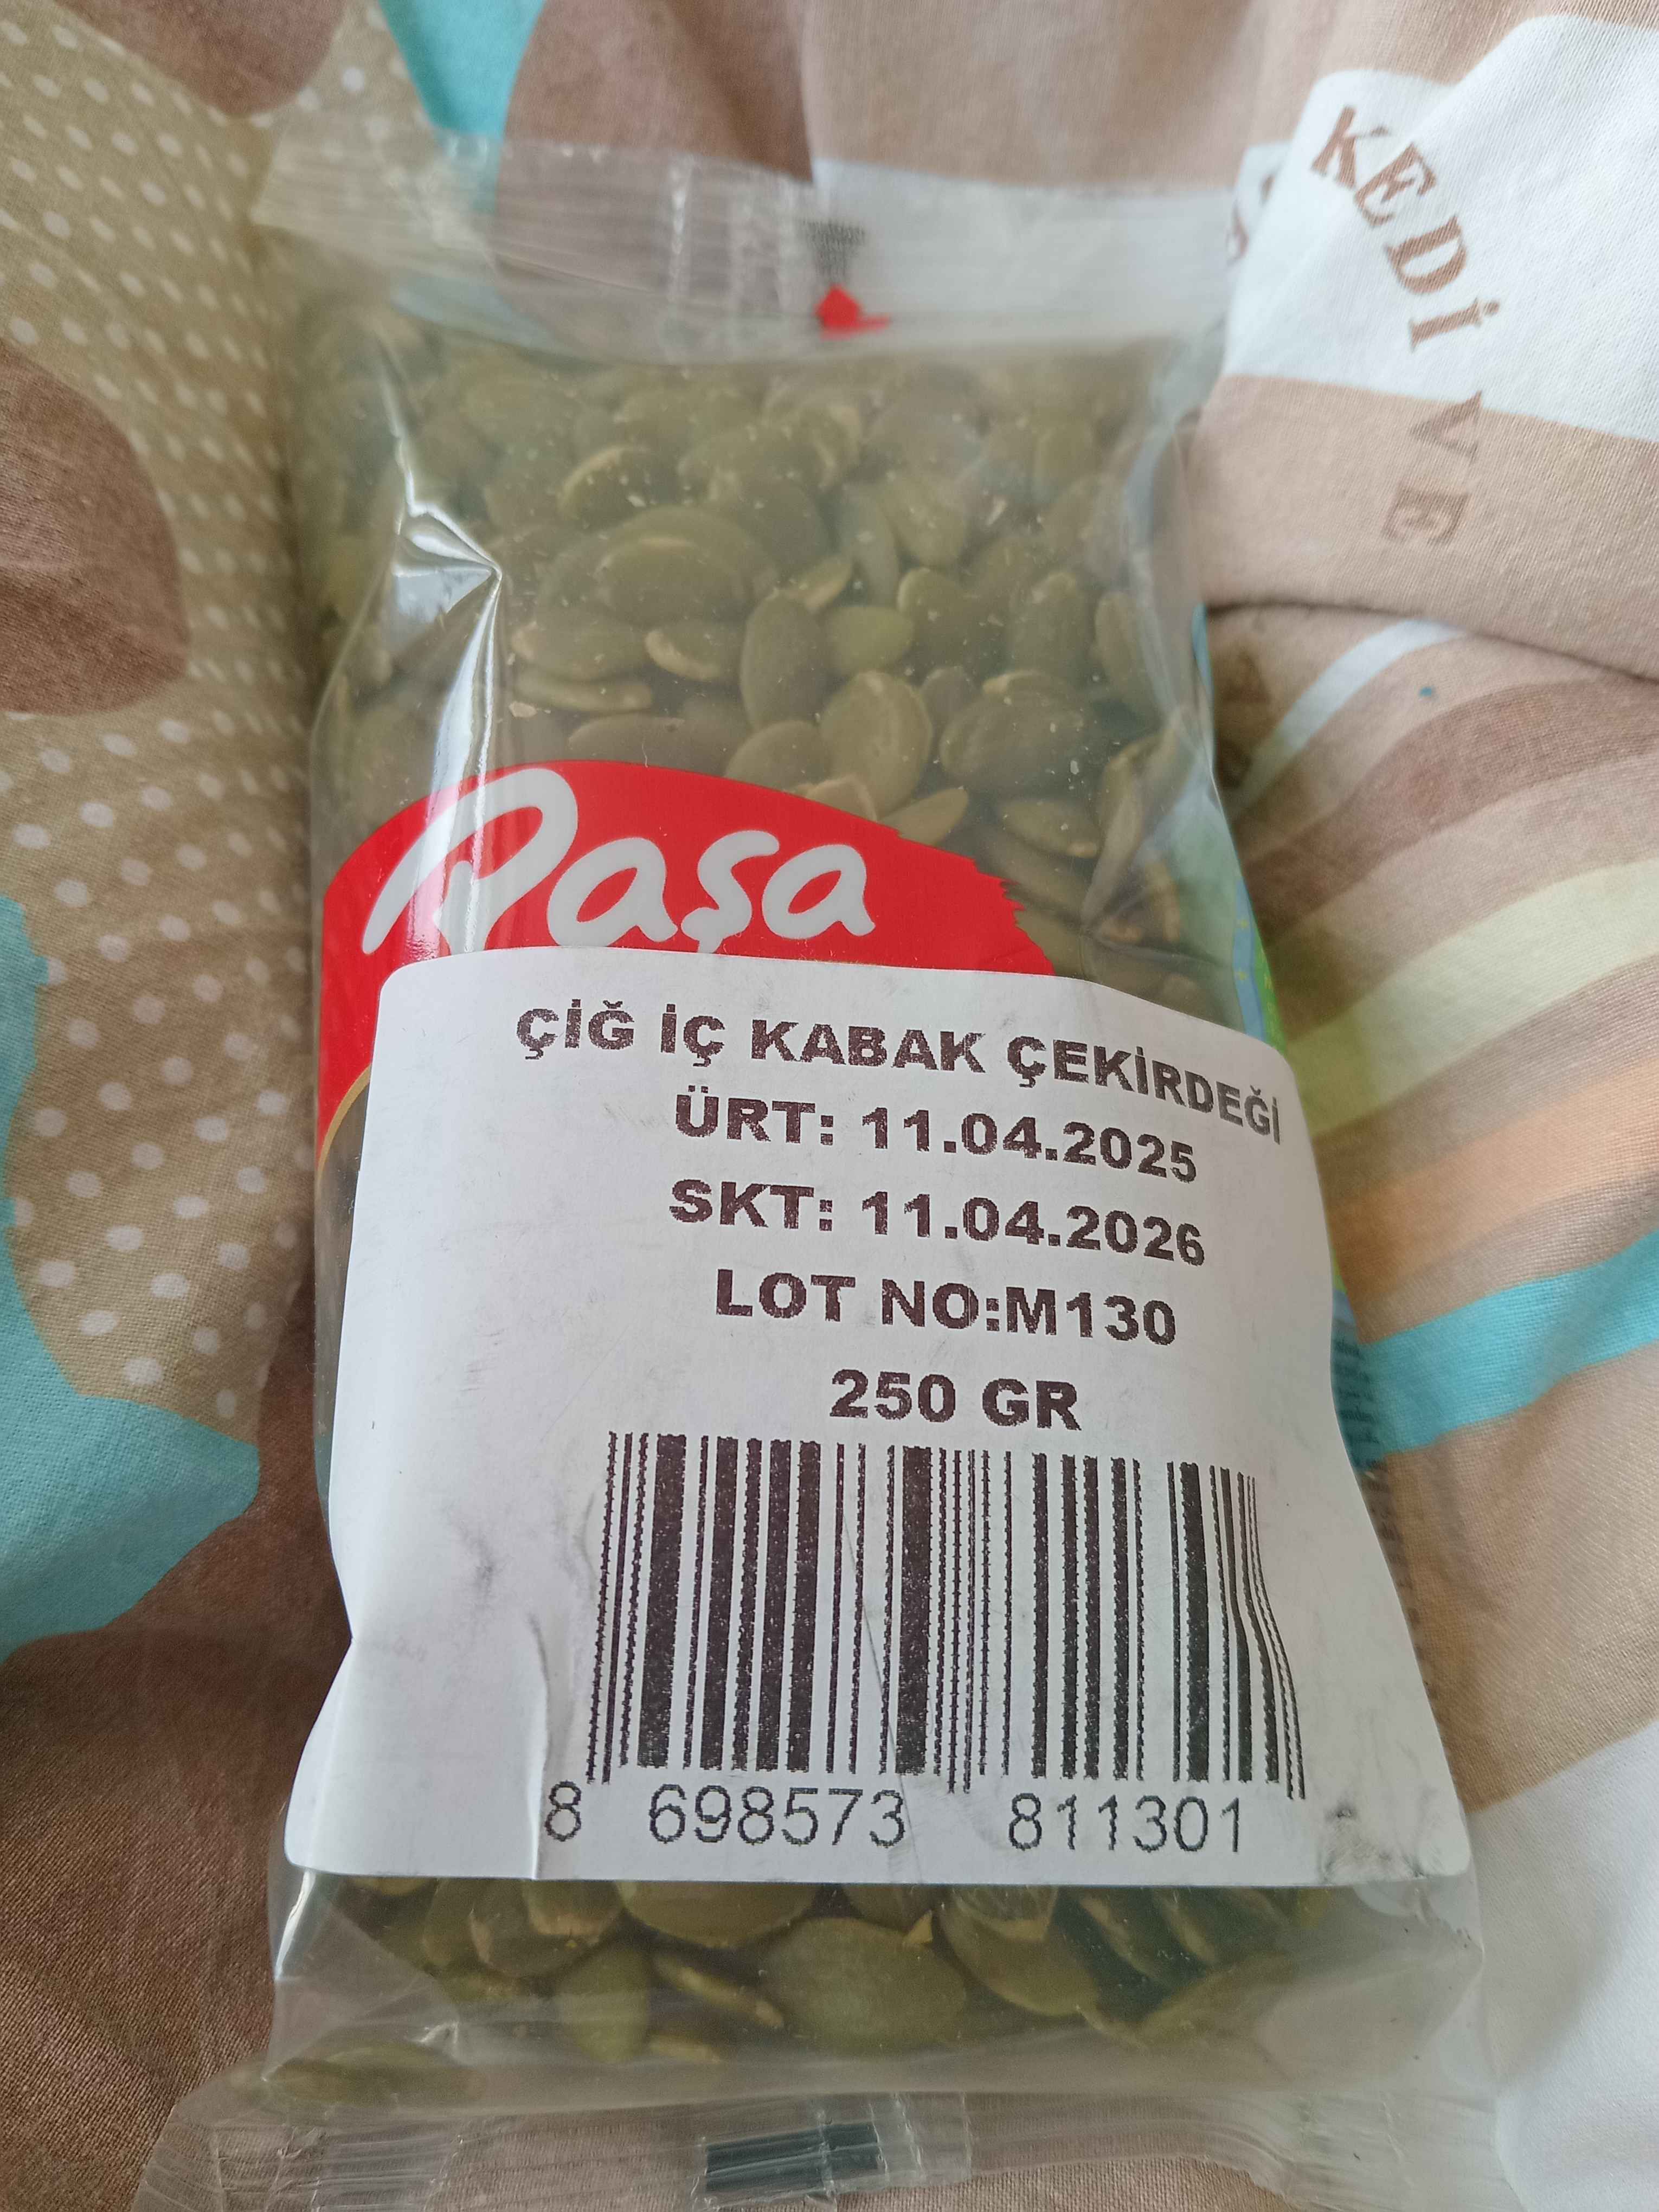 KEDİ
VE
Paşa
ÇİĞ İÇ KABAK ÇEKİRDEĞİ
ÜRT: 11.04.2025
SKT: 11.04.2026
LOT NO:M130
250 GR
8 698573 811301